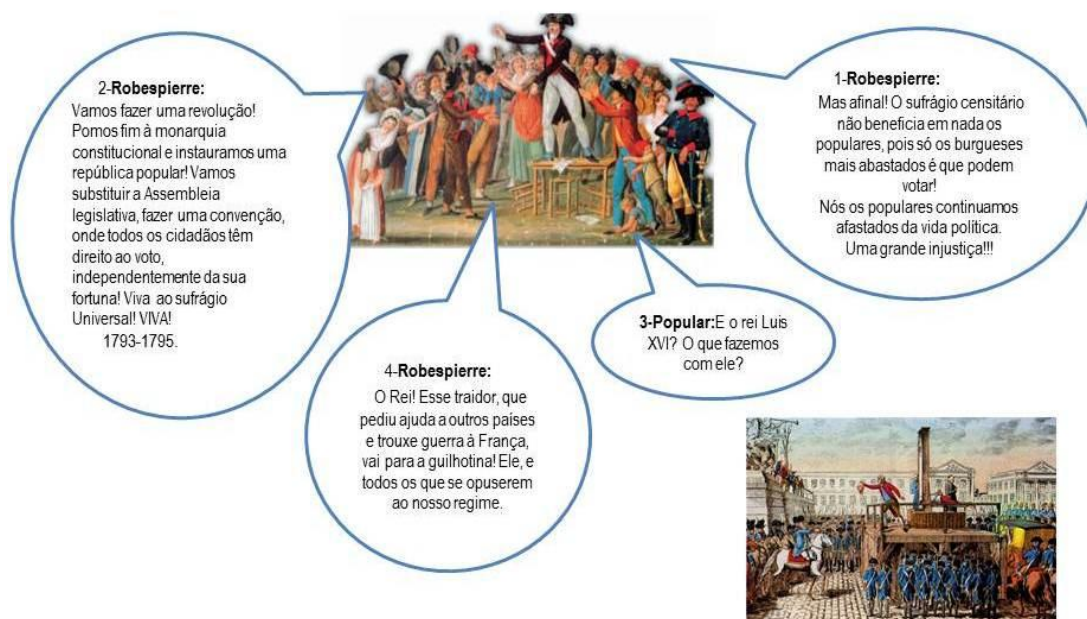 1-Robespierre:
Mas afinal! O sufrágio censitário
não beneficia em nada os
populares, pois só os burgueses
mais abastados é que podem
votar!
Nós os populares continuamos
afastados da vida política.
Uma grande injustiça!!!
2-Robespierre:
Vamos fazer uma revolução!
Pomos fim à monarquia
constitucional e instauramos uma
república popular! Vamos
substituir a Assembleia
legislativa, fazer uma convenção,
onde todos os cidadãos têm
direito ao voto,
independentemente da sua
fortuna! Viva ao sufrágio
Universal! VIVA!
1793-1795.
3-Popular:E o rei Luis
XVI? O que fazemos
com ele?
4-Robespierre:
O Rei! Esse traidor, que
pediu ajuda a outros países
e trouxe guerra à França,
vai para a guilhotina! Ele, e
todos os que se opuserem
ao nosso regime.